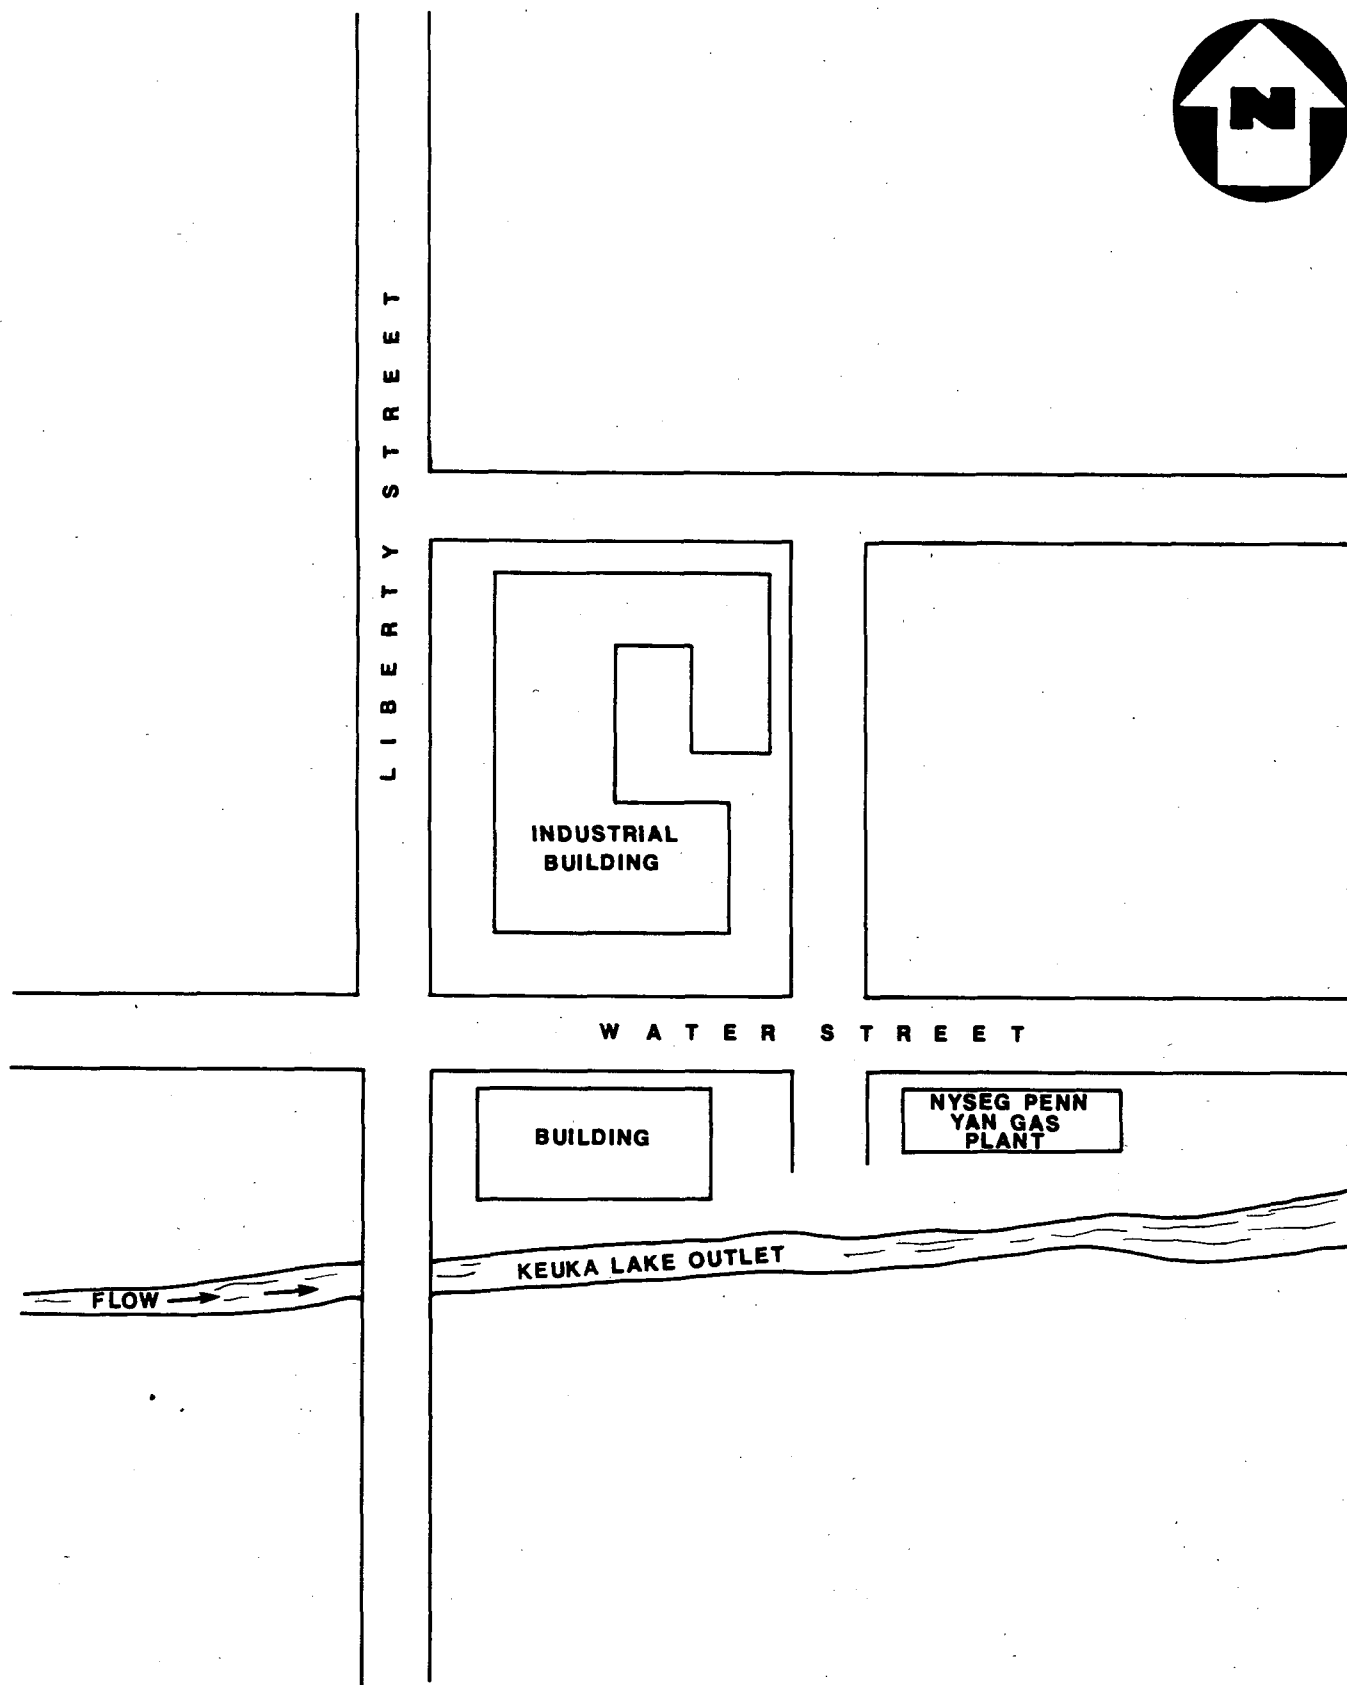 N
LIBERTY STREET
INDUSTRIAL
BUILDING
WATER STREET
NYSEG PENN
YAN GAS
PLANT
BUILDING
KEUKA LAKE OUTLET
FLOW